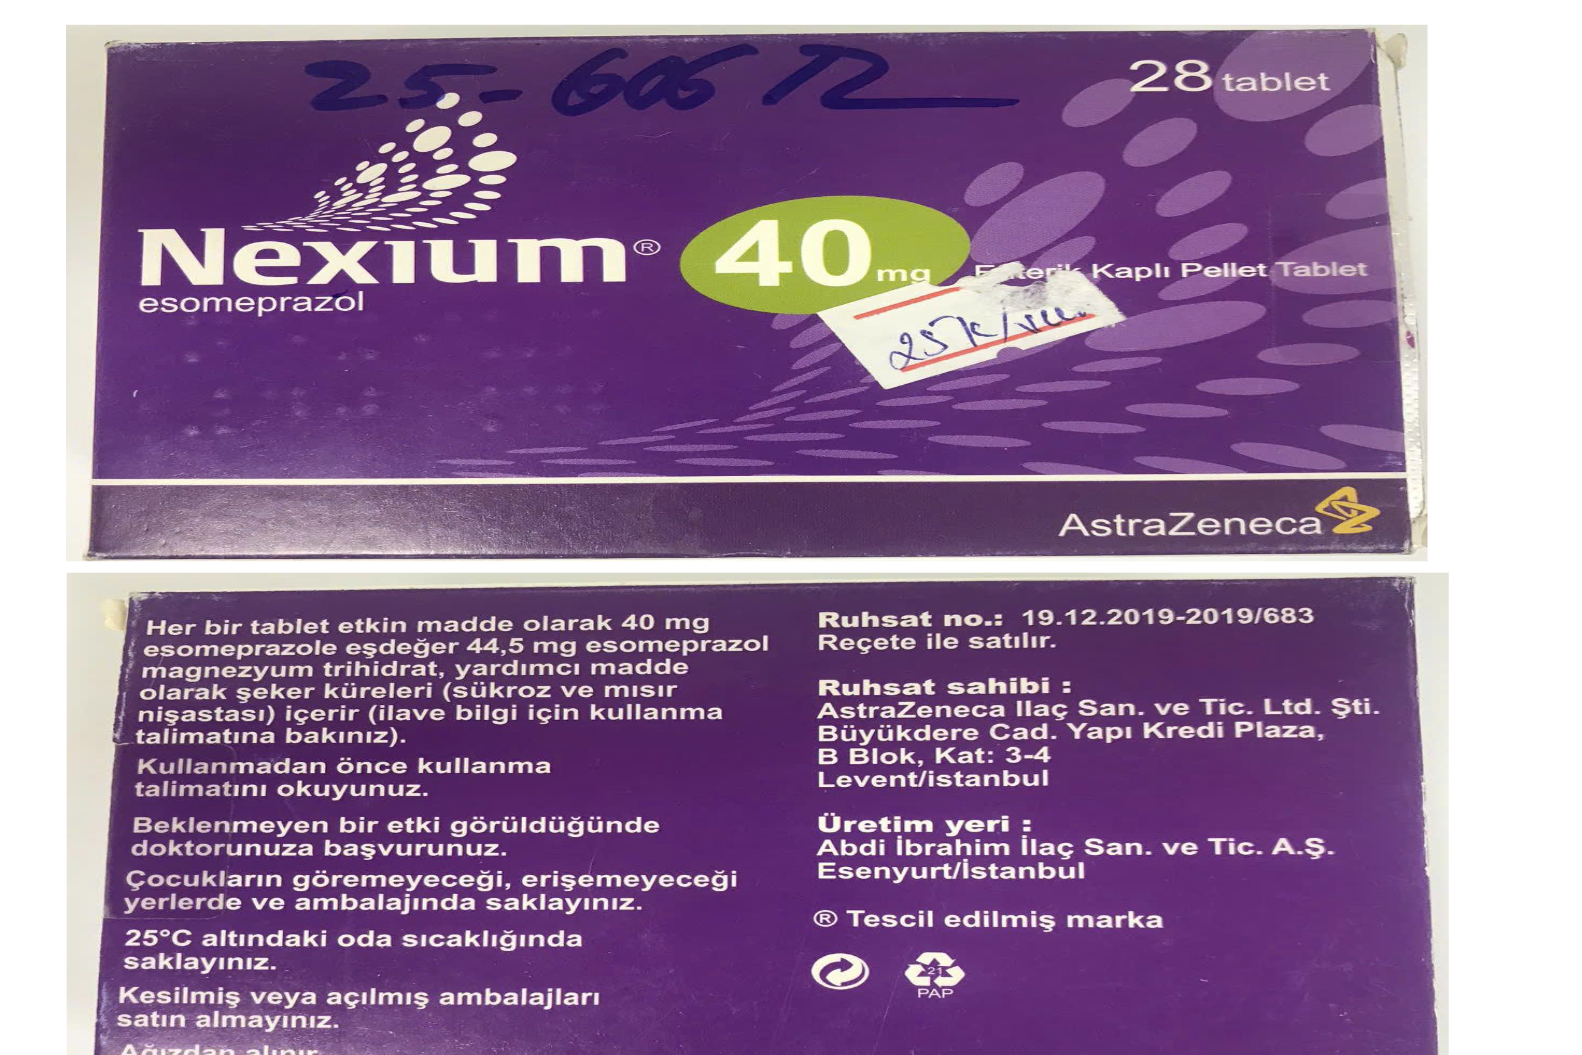 25-606 TL
28 tablet
Nexium®
esomeprazol
40 mg
Kaplı Pellet Tablet
25K/
AstraZeneca
Her bir tablet etkin madde olarak 40 mg
esomeprazole eşdeğer 44,5 mg esomeprazol
magnezyum trihidrat, yardımcı madde
olarak şeker küreleri (sükroz ve mısır
nişastası) içerir (ilave bilgi için kullanma
talimatına bakınız).
Kullanmadan önce kullanma
talimatını okuyunuz.
Beklenmeyen bir etki görüldüğünde
doktorunuza başvurunuz.
Çocukların göremeyeceği, erişemeyeceği
yerlerde ve ambalajında saklayınız.
25°C altındaki oda sıcaklığında
saklayınız.
Kesilmiş veya açılmış ambalajları
satın almayınız.
Ağızdan alınır.
Ruhsat no.: 19.12.2019-2019/683
Reçete ile satılır.
Ruhsat sahibi :
AstraZeneca Ilaç San. ve Tic. Ltd. Şti.
Büyükdere Cad. Yapı Kredi Plaza,
B Blok, Kat: 3-4
Levent/istanbul
Üretim yeri :
Abdi İbrahim İlaç San. ve Tic. A.Ş.
Esenyurt/İstanbul
® Tescil edilmiş marka
21
PAP